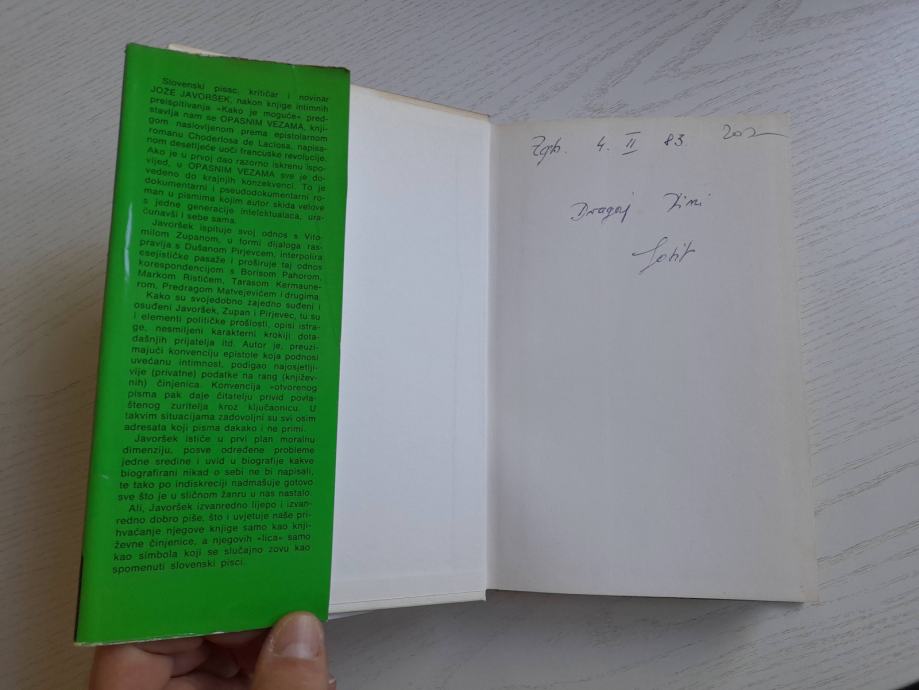 Slovenski pisac, kritičar i novinar
JOŽE JAVORŠEK, nakon knjige intimnih
preispitivanja «Kako je moguće» pred-
stavlja nam se OPASNIM VEZAMA, knji-
gom naslovljenom prema epistolarnom
romanu Choderlosa de Laclosa, napisa-
nom desetljeće uoči francuske revolucije.
Ako je u prvoj dao razorno iskrenu ispo-
vijed, u OPASNIM VEZAMA sve je do-
vedeno do krajnjih konzekvenci. To je
dokumentarni i pseudodokumentarni ro-
man u pismima kojim autor skida velove
s jedne generacije intelektualaca, ura-
čunavši i sebe sama.
Javoršek ispituje svoj odnos s Vito-
milom Zupanom, u formi dijaloga ras-
pravlja s Dušanom Pirjevcem, interpolira
esejističke pasaže i proširuje taj odnos
korespondencijom s Borisom Pahorom,
Markom Ristićem, Tarasom Kermaune-
rom, Predragom Matvejevićem i drugima.
Kako su svojedobno zajedno suđeni i
osuđeni Javoršek, Zupan i Pirjevec, tu su
i elementi političke prošlosti, opisi istra-
ge, nesmiljeni karakterni krokiji dota-
dašnjih prijatelja itd. Autor je, preuzi-
majući konvenciju epistole koja podnosi
uvećanu intimnost, podigao najosjetlji-
vije (privatne) podatke na rang (književ-
nih) činjenica. Konvencija «otvorenog
pisma pak daje čitatelju privid povla-
štenog zuritelja kroz ključaonicu. U
takvim situacijama zadovoljni su svi osim
adresata koji pisma dakako i ne primi.
Javoršek ističe u prvi plan moralnu
dimenziju, posve određene probleme
jedne sredine i uvid u biografije kakve
biografirani nikad o sebi ne bi napisali,
te tako po indiskreciji nadmašuje gotovo
sve što je u sličnom žanru u nas nastalo.
Ali, Javoršek izvanredno lijepo i izvan-
redno dobro piše, što i uvjetuje naše pri-
hvaćanje njegove knjige samo kao knji-
ževne činjenice, a njegovih «lica» samo
kao simbola koji se slučajno zovu kao
spomenuti slovenski pisci.
Zgb. 4. II 83
Dragoj